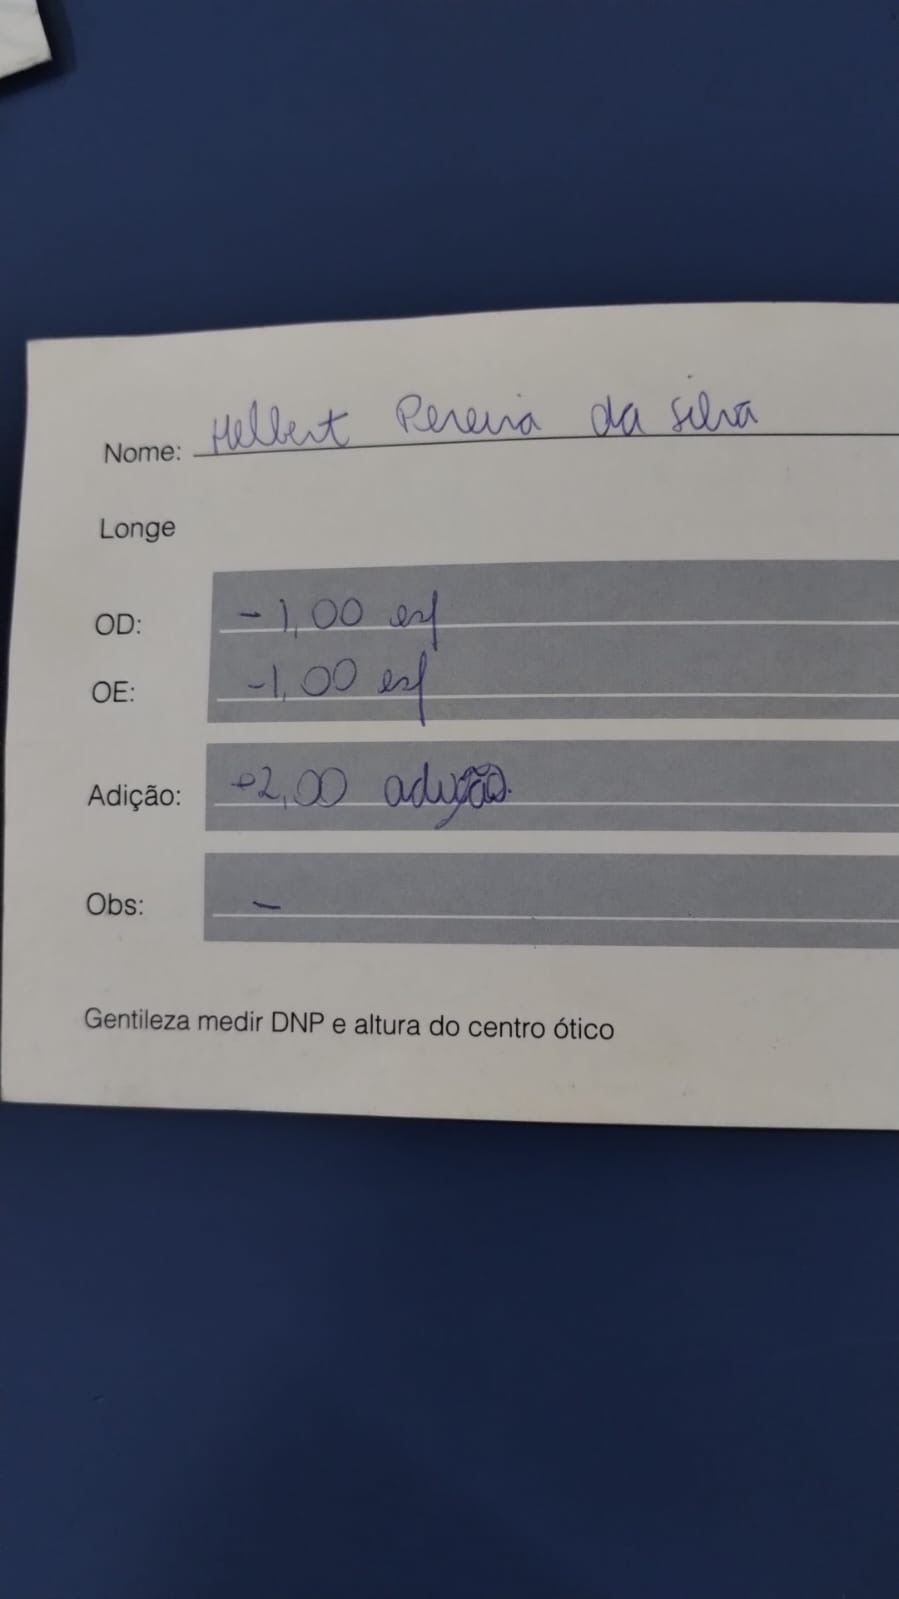 Nome: Helbert Pereira da Silva
Longe
OD: -1,00 esf
OE: -1,00 esf
Adição: +2,00 adição.
Obs: -
Gentileza medir DNP e altura do centro ótico